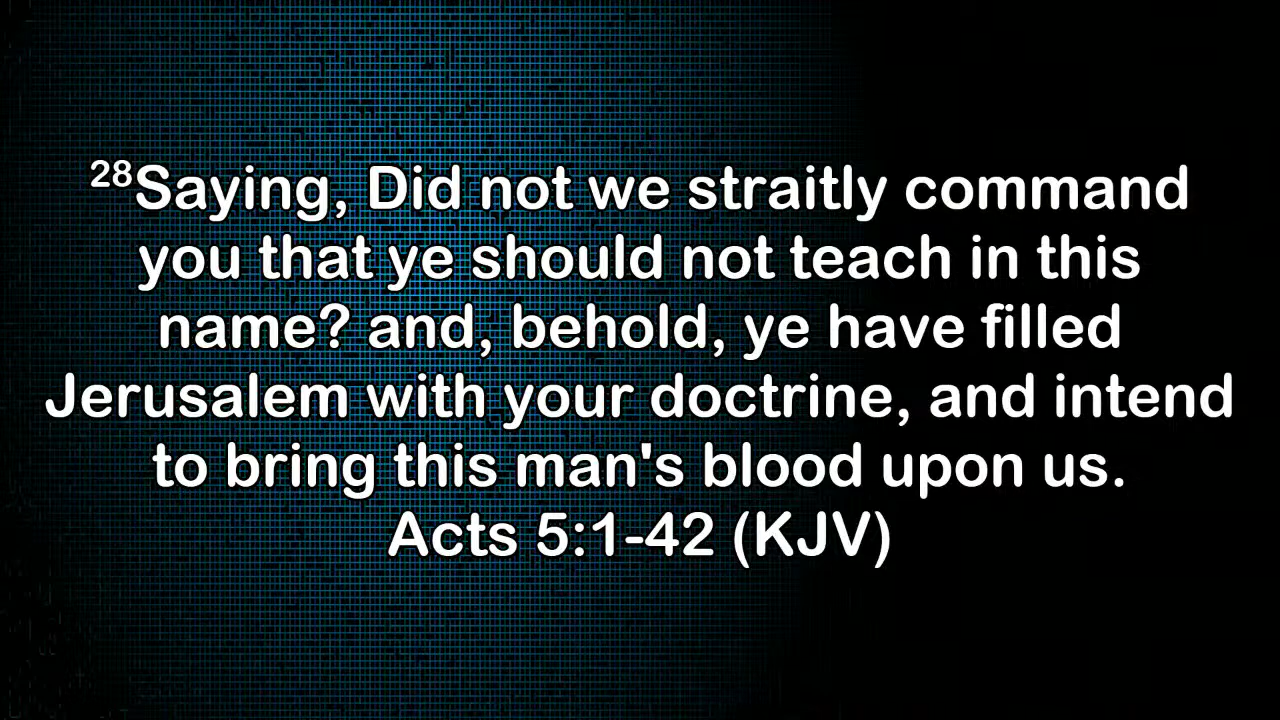 28Saying, Did not we straitly command
you that ye should not teach in this
name? and, behold, ye have filled
Jerusalem with your doctrine, and intend
to bring this man's blood upon us.
Acts 5:1-42 (KJV)